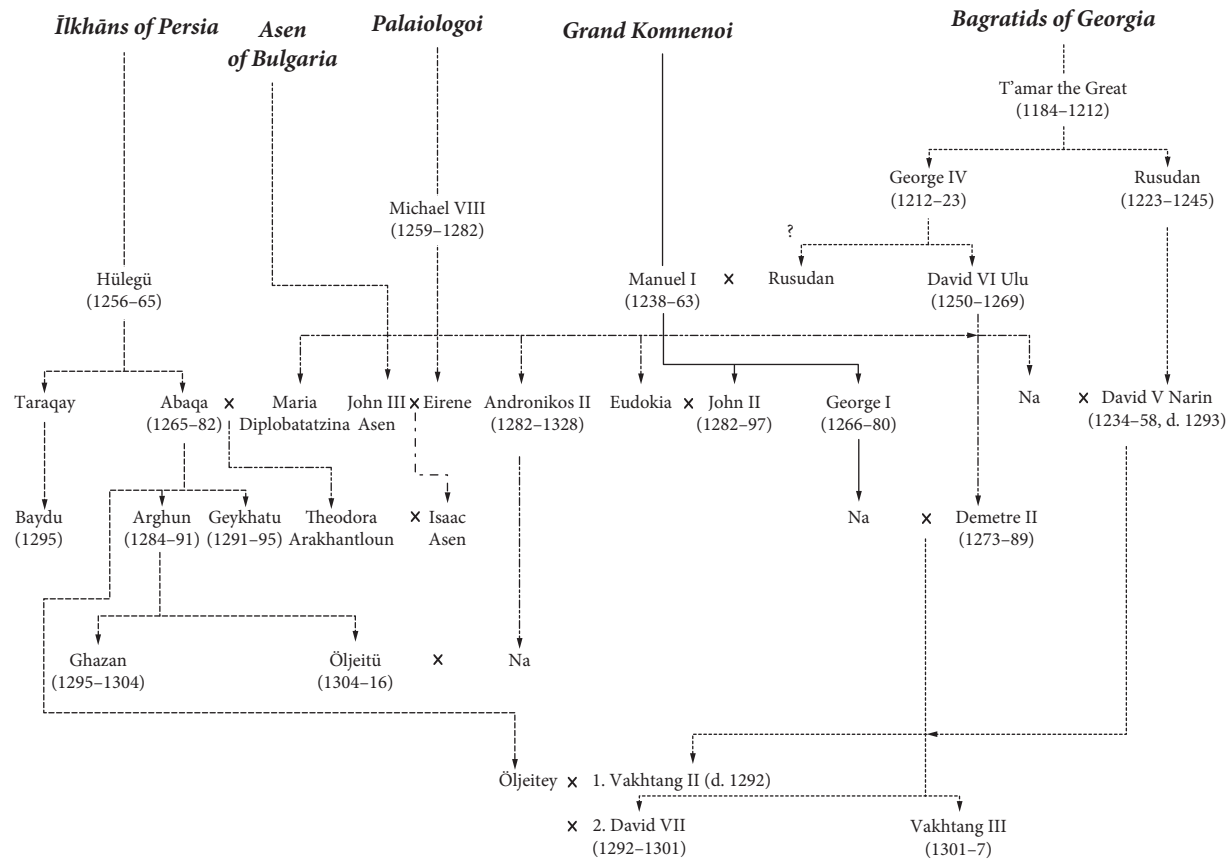 Īlkhāns of Persia
Asen
of Bulgaria
Palaiologoi
Grand Komnenoi
Bagratids of Georgia
T'amar the Great
(1184–1212)
George IV
(1212–23)
Rusudan
(1223–1245)
Michael VIII
(1259–1282)
?
Hülegü
(1256–65)
Manuel I
(1238–63)
×
Rusudan
David VI Ulu
(1250–1269)
Taraqay
Abaqa
(1265–82)
×
Maria
Diplobatatzina
John III
Asen
×
Eirene
Andronikos II
(1282–1328)
Eudokia
×
John II
(1282–97)
George I
(1266–80)
Na
×
David V Narin
(1234–58, d. 1293)
Baydu
(1295)
Arghun
(1284–91)
Geykhatu
(1291–95)
Theodora
Arakhantloun
×
Isaac
Asen
Na
×
Demetre II
(1273–89)
Ghazan
(1295–1304)
Öljeitü
(1304–16)
×
Na
Öljeitey
×
1. Vakhtang II (d. 1292)
×
2. David VII
(1292–1301)
Vakhtang III
(1301–7)